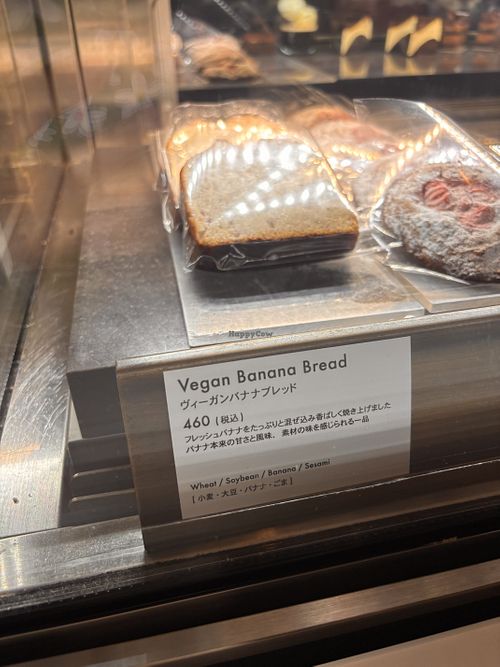 HappyCow
Vegan Banana Bread
ヴィーガンバナナブレッド
460 (税込)
フレッシュバナナをたっぷりと混ぜ込み香ばしく焼き上げました
バナナ本来の甘さと風味、素材の味を感じられる一品
Wheat / Soybean / Banana / Sesami
[ 小麦・大豆・バナナ・ごま ]